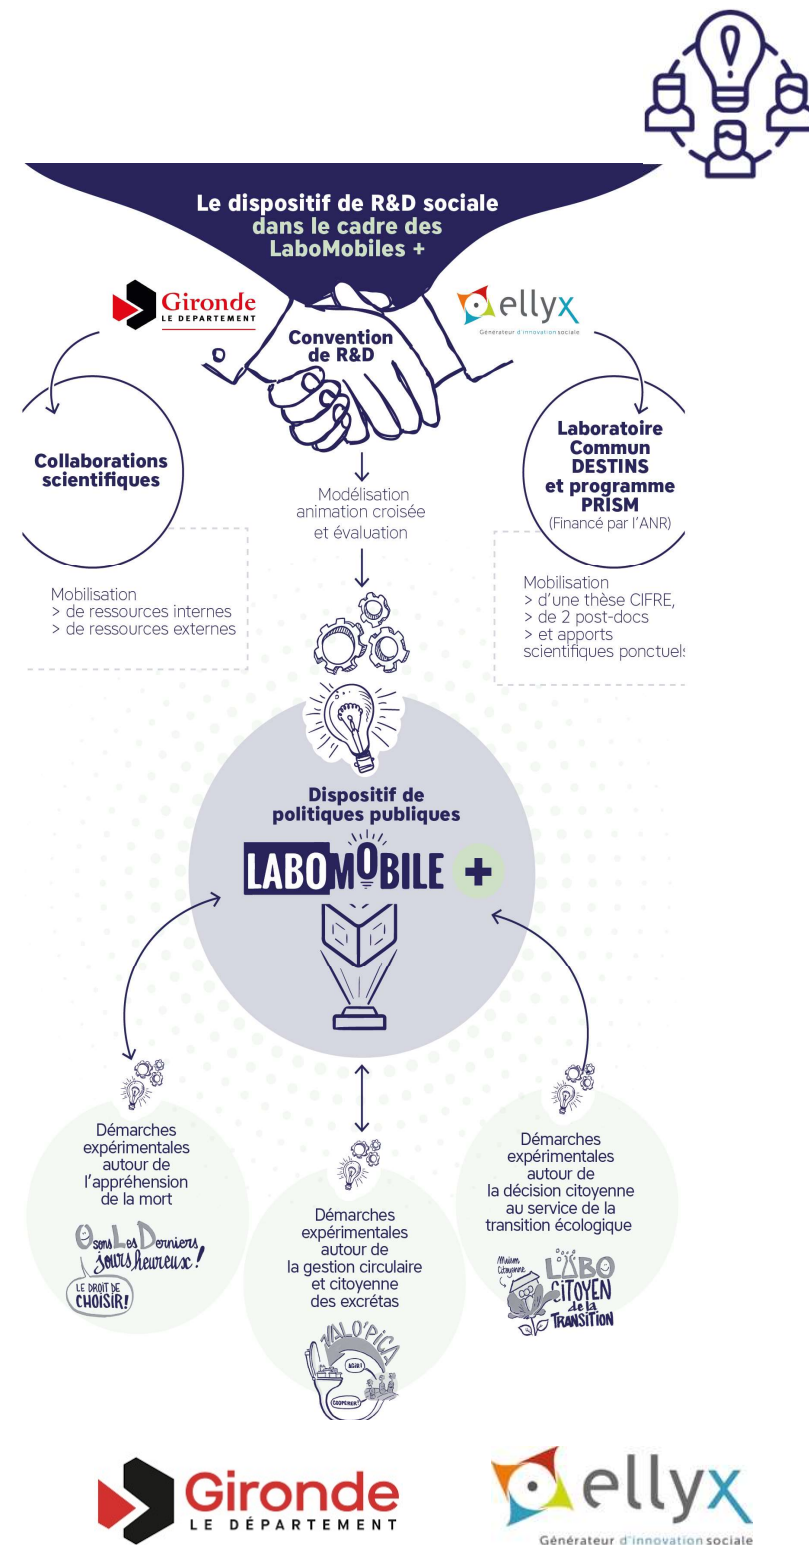 Le dispositif de R&D sociale
dans le cadre des
LaboMobiles +
Gironde
LE DEPARTEMENT
ellyx
Générateur d'innovation sociale
Convention
de R&D
Collaborations
scientifiques
Laboratoire
Commun
DESTINS
et programme
PRISM
(Financé par l'ANR)
Modélisation
animation croisée
et évaluation
Mobilisation
> de ressources internes
> de ressources externes
Mobilisation
> d'une thèse CIFRE,
> de 2 post-docs
> et apports
scientifiques ponctuels
Dispositif de
politiques publiques
LABOMOBILE +
Démarches
expérimentales
autour de
l'appréhension
de la mort
Osons Les Derniers
jours heureux !
LE DROIT DE
CHOISIR!
Démarches
expérimentales
autour de
la gestion circulaire
et citoyenne
des excrétas
VALO'PICA
AGIR!
COOPÉRER!
Démarches
expérimentales
autour de
la décision citoyenne
au service de la
transition écologique
Maison
Citoyenne
LABO
CITOYEN
de la
TRANSITION
Gironde
LE DÉPARTEMENT
ellyx
Générateur d'innovation sociale